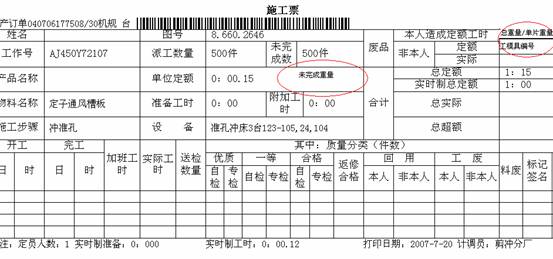 施工票
产订单040706177508/30机规 台
姓名 图号 8.660.2646 废品 本人造成定额工时 总重量/单片重量
工作号 AJ450Y72107 派工数量 500件 未完成数 500件 非本人 定额 工模具编号
实际
产品名称 单位定额 0: 00.15 未完成重量 总定额 1: 15
实时制总定额 1: 00
物料名称 定子通风槽板 准备工时 0: 00 附加工时 0: 00 合计 总实际
施工步骤 冲准孔 设备 准孔冲床3台123-105,24,104 总超额
开工 完工 加班工时 实际工时 送检数量 其中: 质量分类(件数)
优质 一等 合格 返修合格 回用 工废 料废 标记签名
日 时 日 时 自检 专检 自检 专检 自检 专检 本人 非本人 本人 非本人
注: 定员人数: 1 实时制准备: 0: 000 实时制工时: 0: 00.12 打印日期: 2007-7-20 计调员: 剪冲分厂